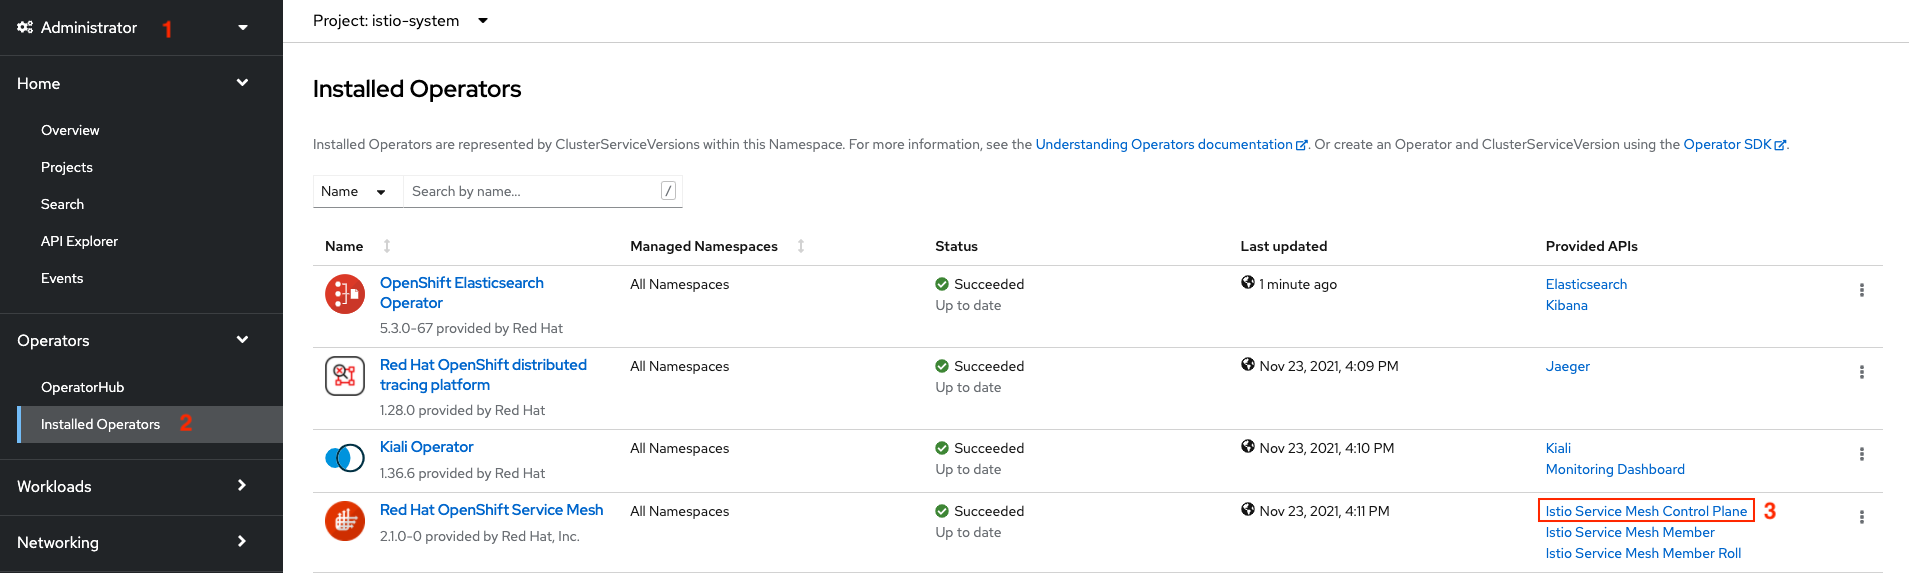 Administrator 1
Home
Overview
Projects
Search
API Explorer
Events
Operators
OperatorHub
Installed Operators 2
Workloads
Networking
Project: istio-system
Installed Operators
Installed Operators are represented by ClusterServiceVersions within this Namespace. For more information, see the Understanding Operators documentation. Or create an Operator and ClusterServiceVersion using the Operator SDK.
Name Search by name... /
Name Managed Namespaces Status Last updated Provided APIs
OpenShift Elasticsearch All Namespaces Succeeded 1 minute ago Elasticsearch
Operator Up to date Kibana
5.3.0-67 provided by Red Hat
Red Hat OpenShift distributed All Namespaces Succeeded Nov 23, 2021, 4:09 PM Jaeger
tracing platform Up to date
1.28.0 provided by Red Hat
Kiali Operator All Namespaces Succeeded Nov 23, 2021, 4:10 PM Kiali
1.36.6 provided by Red Hat Up to date Monitoring Dashboard
Red Hat OpenShift Service Mesh All Namespaces Succeeded Nov 23, 2021, 4:11 PM Istio Service Mesh Control Plane 3
2.1.0-0 provided by Red Hat, Inc. Up to date Istio Service Mesh Member
Istio Service Mesh Member Roll